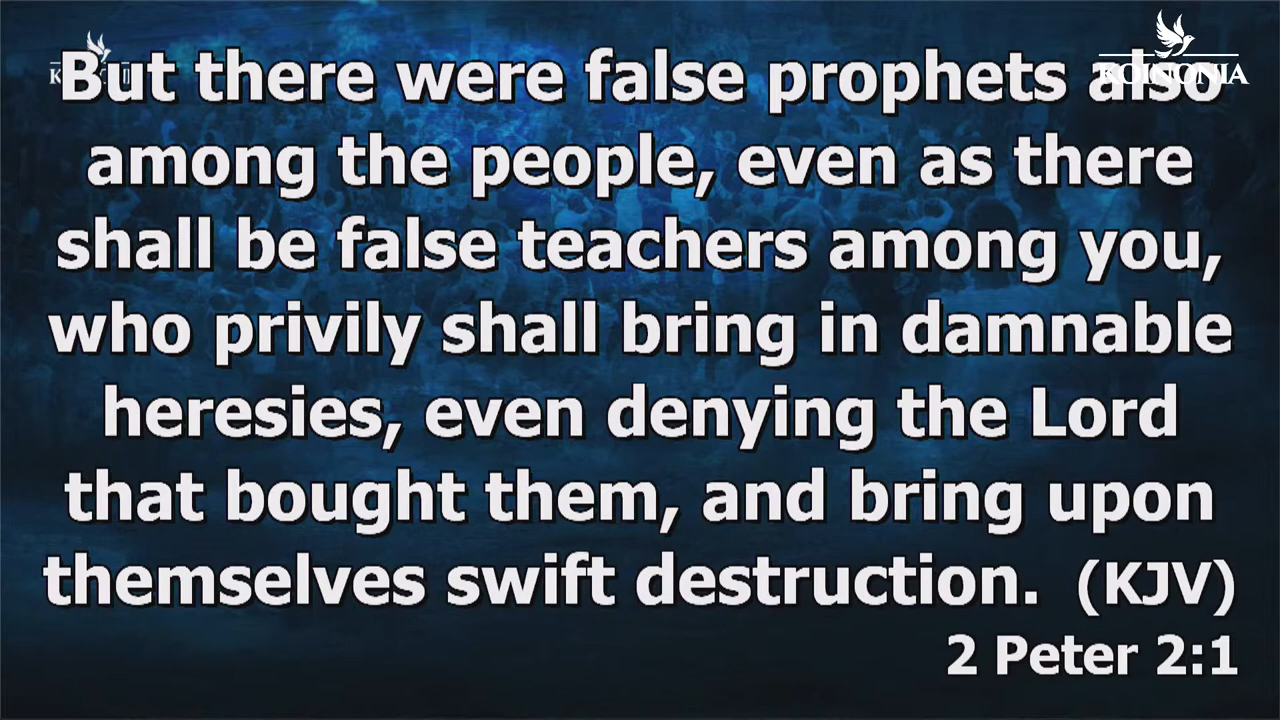 But there were false prophets also
KOINONIA
among the people, even as there
shall be false teachers among you,
who privily shall bring in damnable
heresies, even denying the Lord
that bought them, and bring upon
themselves swift destruction. (KJV)
2 Peter 2:1